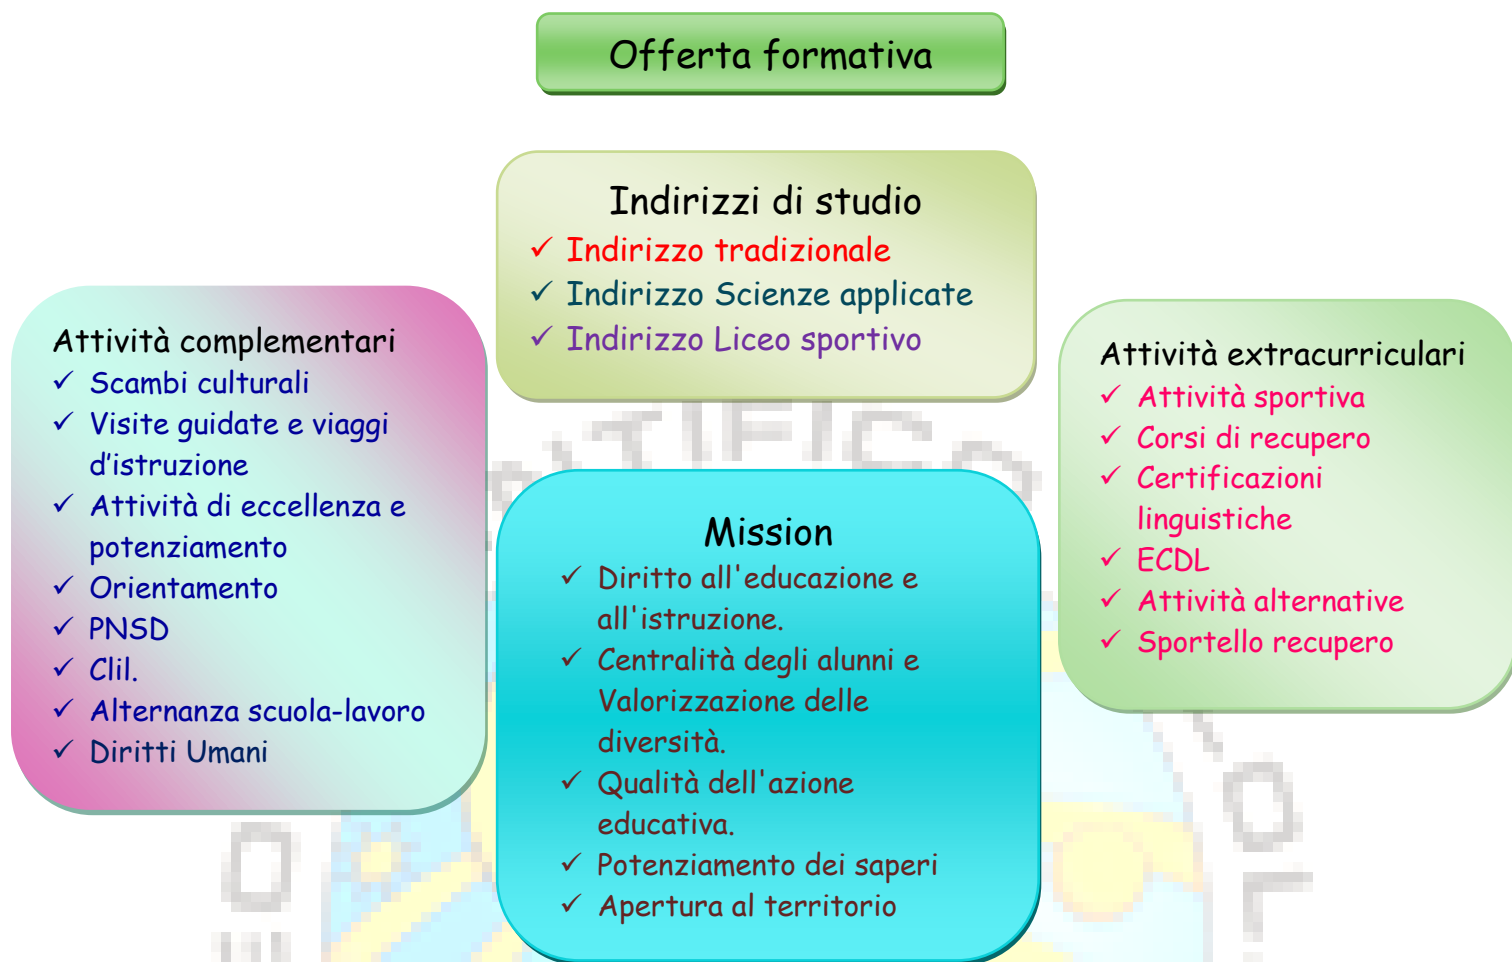 Offerta formativa
Indirizzi di studio
✓ Indirizzo tradizionale
✓ Indirizzo Scienze applicate
✓ Indirizzo Liceo sportivo
Attività complementari
✓ Scambi culturali
✓ Visite guidate e viaggi
d'istruzione
✓ Attività di eccellenza e
potenziamento
✓ Orientamento
✓ PNSD
✓ Clil.
✓ Alternanza scuola-lavoro
✓ Diritti Umani
Mission
✓ Diritto all'educazione e
all'istruzione.
✓ Centralità degli alunni e
Valorizzazione delle
diversità.
✓ Qualità dell'azione
educativa.
✓ Potenziamento dei saperi
✓ Apertura al territorio
Attività extracurriculari
✓ Attività sportiva
✓ Corsi di recupero
✓ Certificazioni
linguistiche
✓ ECDL
✓ Attività alternative
✓ Sportello recupero